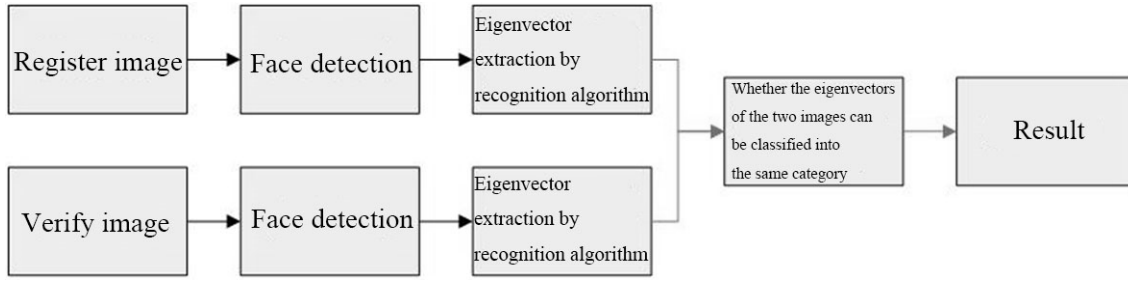 Register image
Face detection
Eigenvector
extraction by
recognition algorithm
Verify image
Face detection
Eigenvector
extraction by
recognition algorithm
Whether the eigenvectors
of the two images can
be classified into
the same category
Result